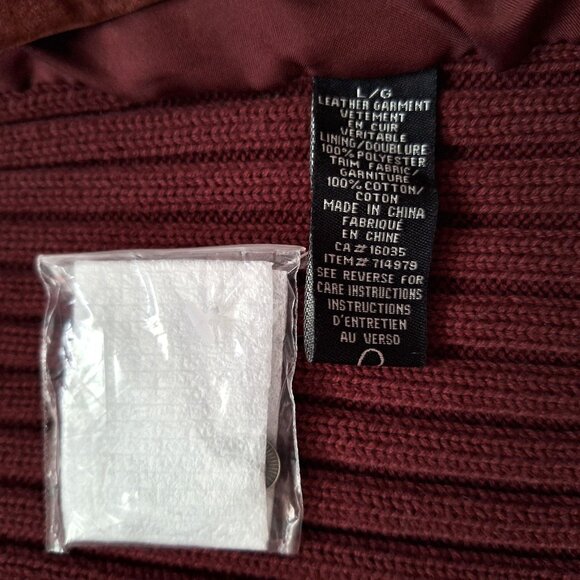 L/G
LEATHER GARMENT
VETEMENT
EN CUIR
VERITABLE
LINING/DOUBLURE
100% POLYESTER
TRIM FABRIC/
GARNITURE
100% COTTON/
COTON
MADE IN CHINA
FABRIQUÉ
EN CHINE
CA# 16035
ITEM# 714979
SEE REVERSE FOR
CARE INSTRUCTIONS
INSTRUCTIONS
D'ENTRETIEN
AU VERSO